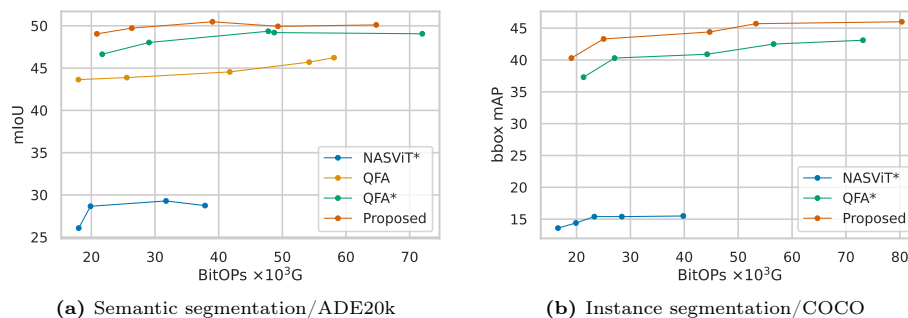 50
45
40
35
30
25
mIoU
20 30 40 50 60 70
BitOPs ×10³G
NASViT*
QFA
QFA*
Proposed
(a) Semantic segmentation/ADE20k
45
40
35
30
25
20
15
bbox mAP
20 30 40 50 60 70 80
BitOPs ×10³G
NASViT*
QFA*
Proposed
(b) Instance segmentation/COCO